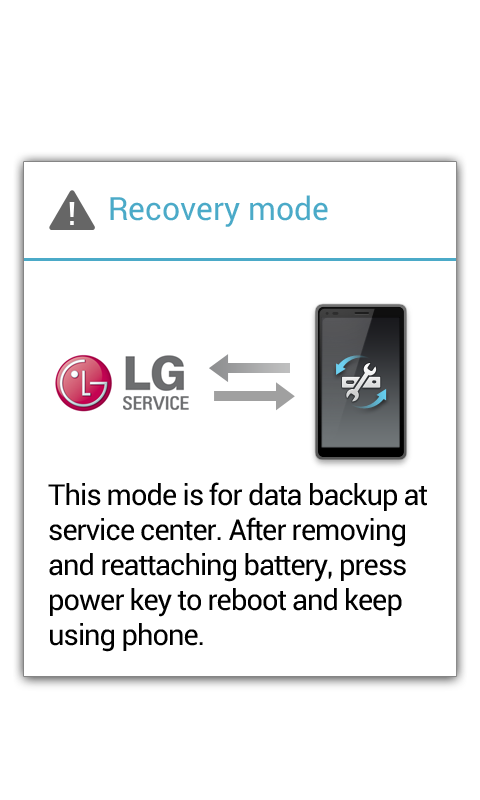 Recovery mode
LG
SERVICE
This mode is for data backup at
service center. After removing
and reattaching battery, press
power key to reboot and keep
using phone.